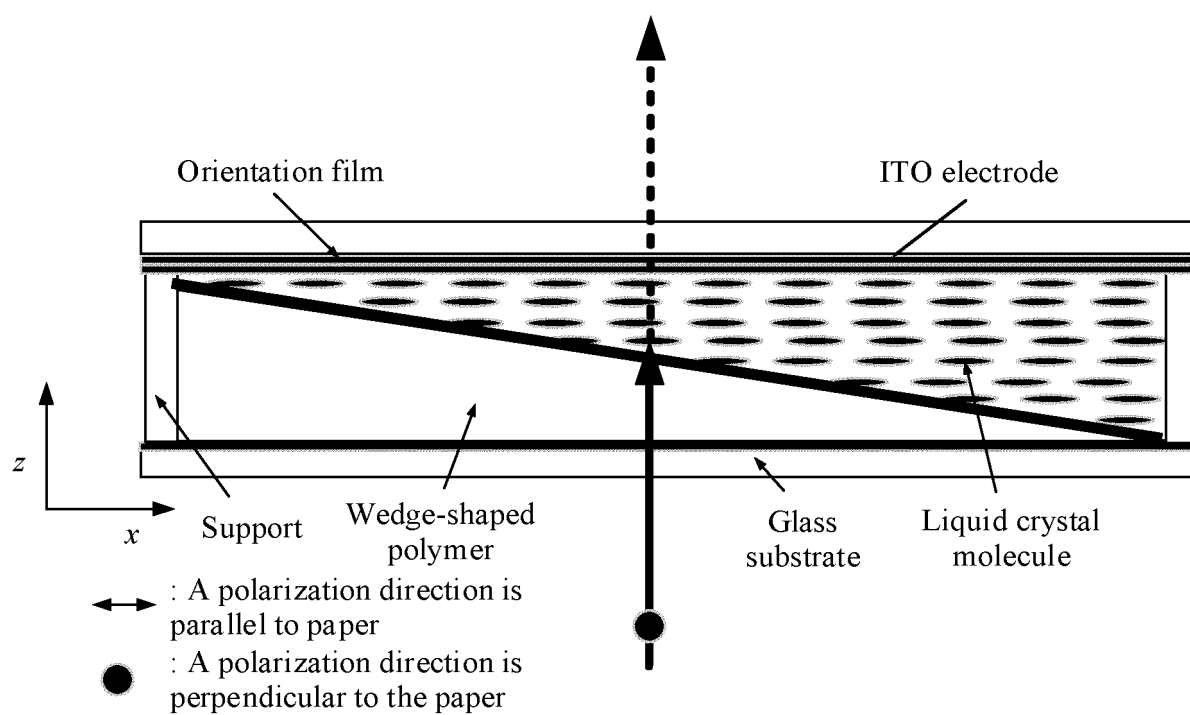 Orientation film
ITO electrode
z
x
Support
Wedge-shaped
polymer
Glass
substrate
Liquid crystal
molecule
: A polarization direction is
parallel to paper
: A polarization direction is
perpendicular to the paper